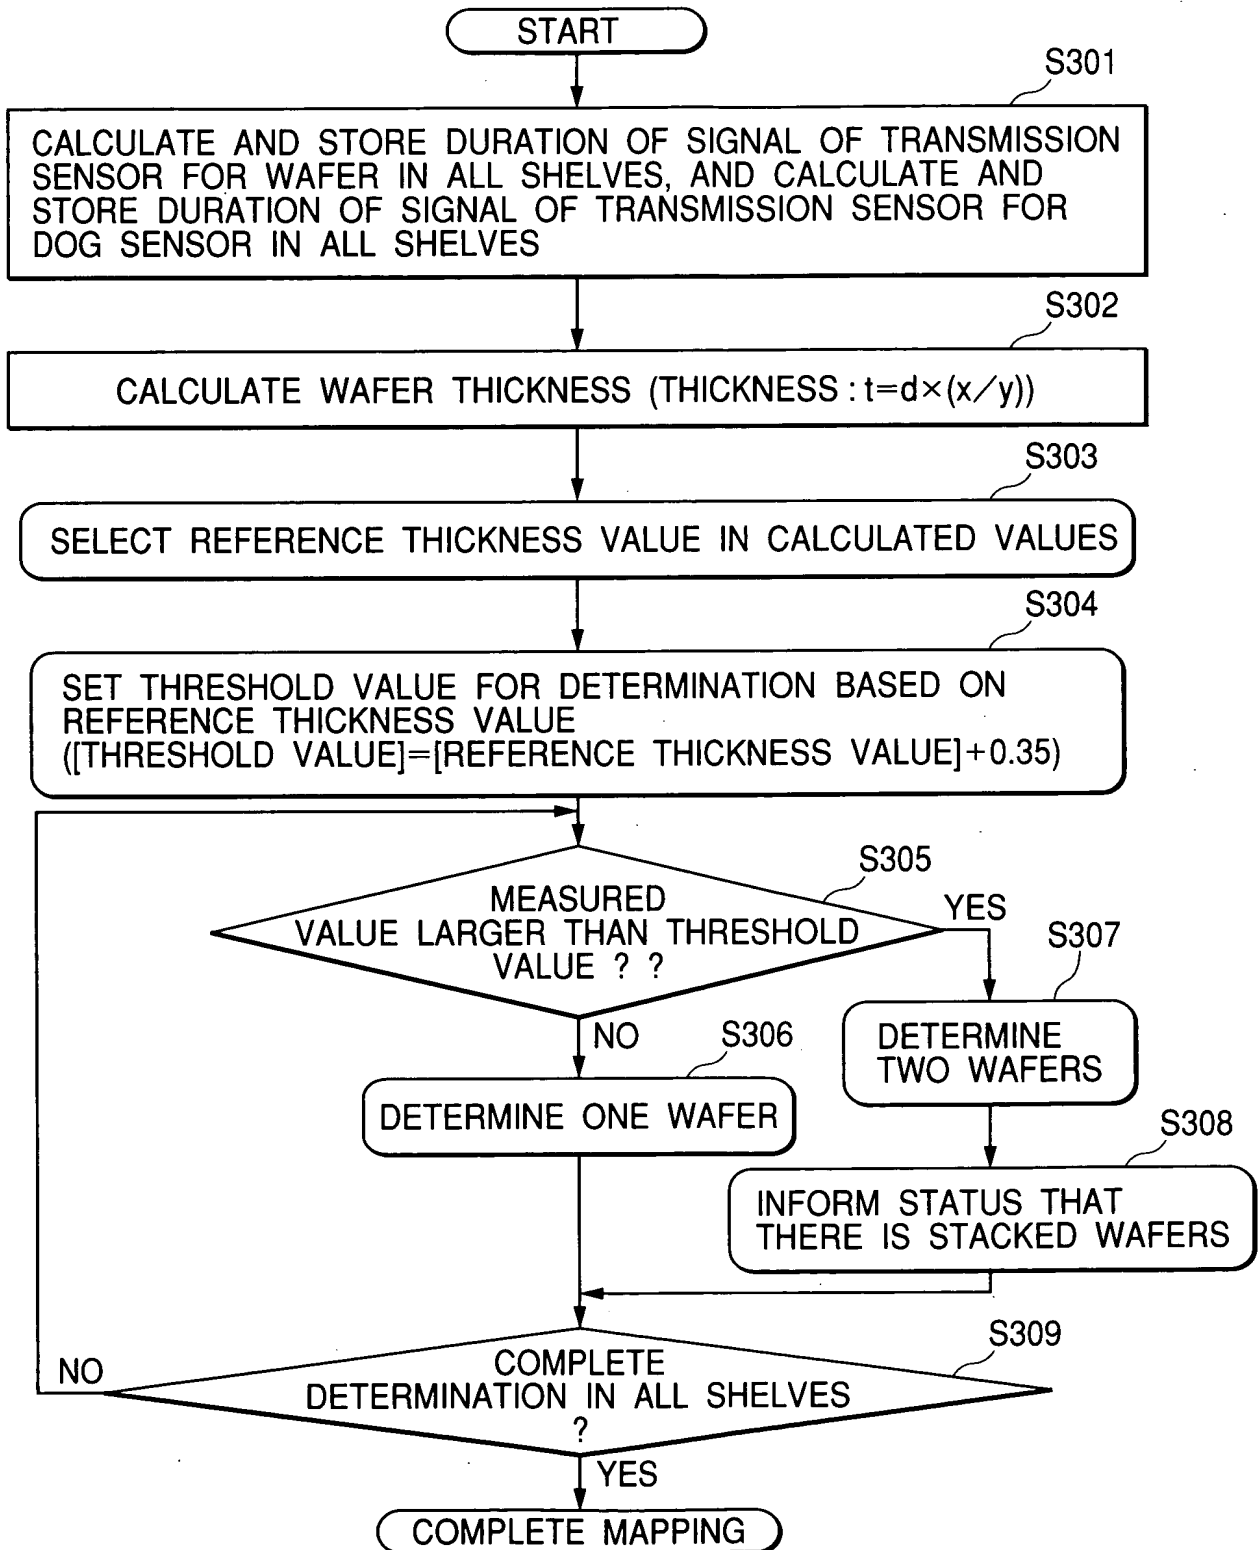 START
S301
CALCULATE AND STORE DURATION OF SIGNAL OF TRANSMISSION
SENSOR FOR WAFER IN ALL SHELVES, AND CALCULATE AND
STORE DURATION OF SIGNAL OF TRANSMISSION SENSOR FOR
DOG SENSOR IN ALL SHELVES
S302
CALCULATE WAFER THICKNESS (THICKNESS : t=d×(x/y))
S303
SELECT REFERENCE THICKNESS VALUE IN CALCULATED VALUES
S304
SET THRESHOLD VALUE FOR DETERMINATION BASED ON
REFERENCE THICKNESS VALUE
([THRESHOLD VALUE]=[REFERENCE THICKNESS VALUE]+0.35)
S305
MEASURED
VALUE LARGER THAN THRESHOLD
VALUE ? ?
YES
NO
S307
DETERMINE
TWO WAFERS
S306
DETERMINE ONE WAFER
S308
INFORM STATUS THAT
THERE IS STACKED WAFERS
S309
COMPLETE
DETERMINATION IN ALL SHELVES
?
NO
YES
COMPLETE MAPPING